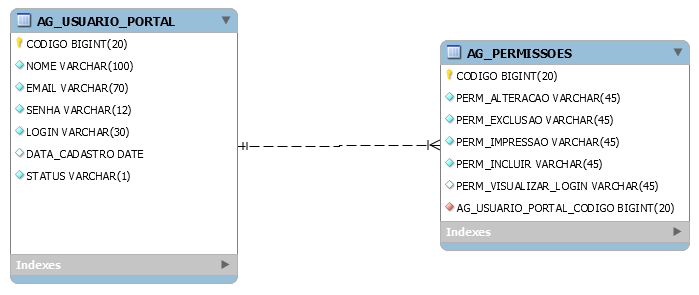 AG_USUARIO_PORTAL
CODIGO BIGINT(20)
NOME VARCHAR(100)
EMAIL VARCHAR(70)
SENHA VARCHAR(12)
LOGIN VARCHAR(30)
DATA_CADASTRO DATE
STATUS VARCHAR(1)
Indexes
AG_PERMISSOES
CODIGO BIGINT(20)
PERM_ALTERACAO VARCHAR(45)
PERM_EXCLUSAO VARCHAR(45)
PERM_IMPRESSAO VARCHAR(45)
PERM_INCLUIR VARCHAR(45)
PERM_VISUALIZAR_LOGIN VARCHAR(45)
AG_USUARIO_PORTAL_CODIGO BIGINT(20)
Indexes